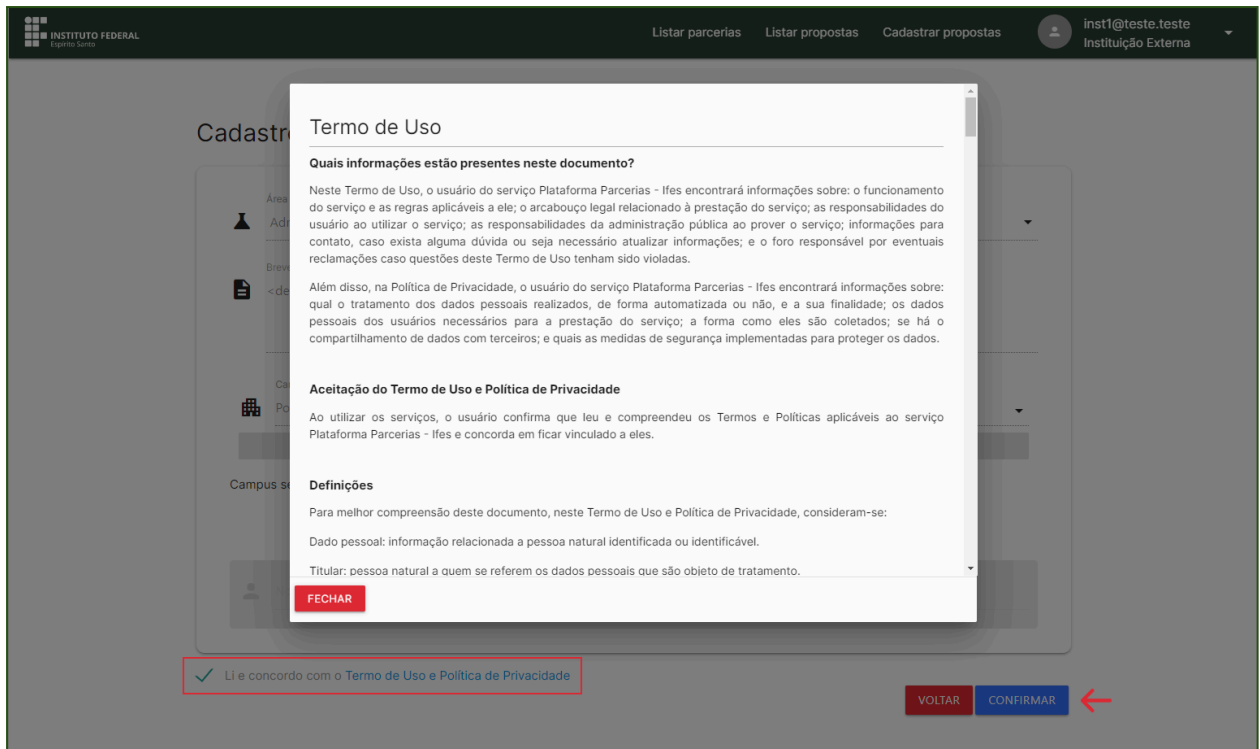 INSTITUTO FEDERAL
Espírito Santo
Listar parcerias
Listar propostas
Cadastrar propostas
inst1@teste.teste
Instituição Externa
Cadastr
Termo de Uso
Quais informações estão presentes neste documento?
Neste Termo de Uso, o usuário do serviço Plataforma Parcerias - Ifes encontrará informações sobre: o funcionamento
do serviço e as regras aplicáveis a ele; o arcabouço legal relacionado à prestação do serviço; as responsabilidades do
usuário ao utilizar o serviço; as responsabilidades da administração pública ao prover o serviço; informações para
contato, caso exista alguma dúvida ou seja necessário atualizar informações; e o foro responsável por eventuais
reclamações caso questões deste Termo de Uso tenham sido violadas.
Além disso, na Política de Privacidade, o usuário do serviço Plataforma Parcerias - Ifes encontrará informações sobre:
qual o tratamento dos dados pessoais realizados, de forma automatizada ou não, e a sua finalidade; os dados
pessoais dos usuários necessários para a prestação do serviço; a forma como eles são coletados; se há o
compartilhamento de dados com terceiros; e quais as medidas de segurança implementadas para proteger os dados.
Aceitação do Termo de Uso e Política de Privacidade
Ao utilizar os serviços, o usuário confirma que leu e compreendeu os Termos e Políticas aplicáveis ao serviço
Plataforma Parcerias - Ifes e concorda em ficar vinculado a eles.
Definições
Para melhor compreensão deste documento, neste Termo de Uso e Política de Privacidade, consideram-se:
Dado pessoal: informação relacionada a pessoa natural identificada ou identificável.
Titular: pessoa natural a quem se referem os dados pessoais que são objeto de tratamento.
FECHAR
Área
Adr
Breve
<de
Ca
Po
Campus se
Li e concordo com o Termo de Uso e Política de Privacidade
VOLTAR
CONFIRMAR